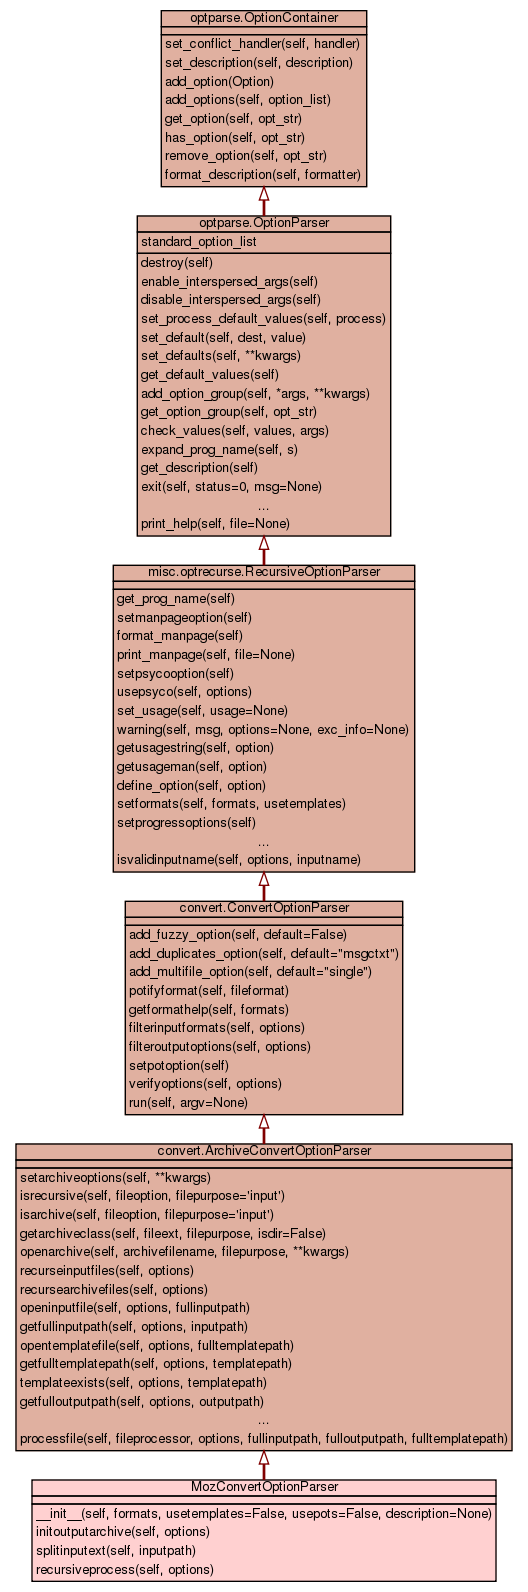 optparse.OptionContainer
set_conflict_handler(self, handler)
set_description(self, description)
add_option(Option)
add_options(self, option_list)
get_option(self, opt_str)
has_option(self, opt_str)
remove_option(self, opt_str)
format_description(self, formatter)
optparse.OptionParser
standard_option_list
destroy(self)
enable_interspersed_args(self)
disable_interspersed_args(self)
set_process_default_values(self, process)
set_default(self, dest, value)
set_defaults(self, **kwargs)
get_default_values(self)
add_option_group(self, *args, **kwargs)
get_option_group(self, opt_str)
check_values(self, values, args)
expand_prog_name(self, s)
get_description(self)
exit(self, status=0, msg=None)
...
print_help(self, file=None)
misc.optrecurse.RecursiveOptionParser
get_prog_name(self)
setmanpageoption(self)
format_manpage(self)
print_manpage(self, file=None)
setpsycooption(self)
usepsyco(self, options)
set_usage(self, usage=None)
warning(self, msg, options=None, exc_info=None)
getusagestring(self, option)
getusageman(self, option)
define_option(self, option)
setformats(self, formats, usetemplates)
setprogressoptions(self)
...
isvalidinputname(self, options, inputname)
convert.ConvertOptionParser
add_fuzzy_option(self, default=False)
add_duplicates_option(self, default="msgctxt")
add_multifile_option(self, default="single")
potifyformat(self, fileformat)
getformathelp(self, formats)
filterinputformats(self, options)
filteroutputoptions(self, options)
setpotoption(self)
verifyoptions(self, options)
run(self, argv=None)
convert.ArchiveConvertOptionParser
setarchiveoptions(self, **kwargs)
isrecursive(self, fileoption, filepurpose='input')
isarchive(self, fileoption, filepurpose='input')
getarchiveclass(self, fileext, filepurpose, isdir=False)
openarchive(self, archivefilename, filepurpose, **kwargs)
recurseinputfiles(self, options)
recursearchivefiles(self, options)
openinputfile(self, options, fullinputpath)
getfullinputpath(self, options, inputpath)
opentemplatefile(self, options, fulltemplatepath)
getfulltemplatepath(self, options, templatepath)
templateexists(self, options, templatepath)
getfulloutputpath(self, options, outputpath)
...
processfile(self, fileprocessor, options, fullinputpath, fulloutputpath, fulltemplatepath)
MozConvertOptionParser
__init__(self, formats, usetemplates=False, usepots=False, description=None)
initoutputarchive(self, options)
splitinputext(self, inputpath)
recursiveprocess(self, options)